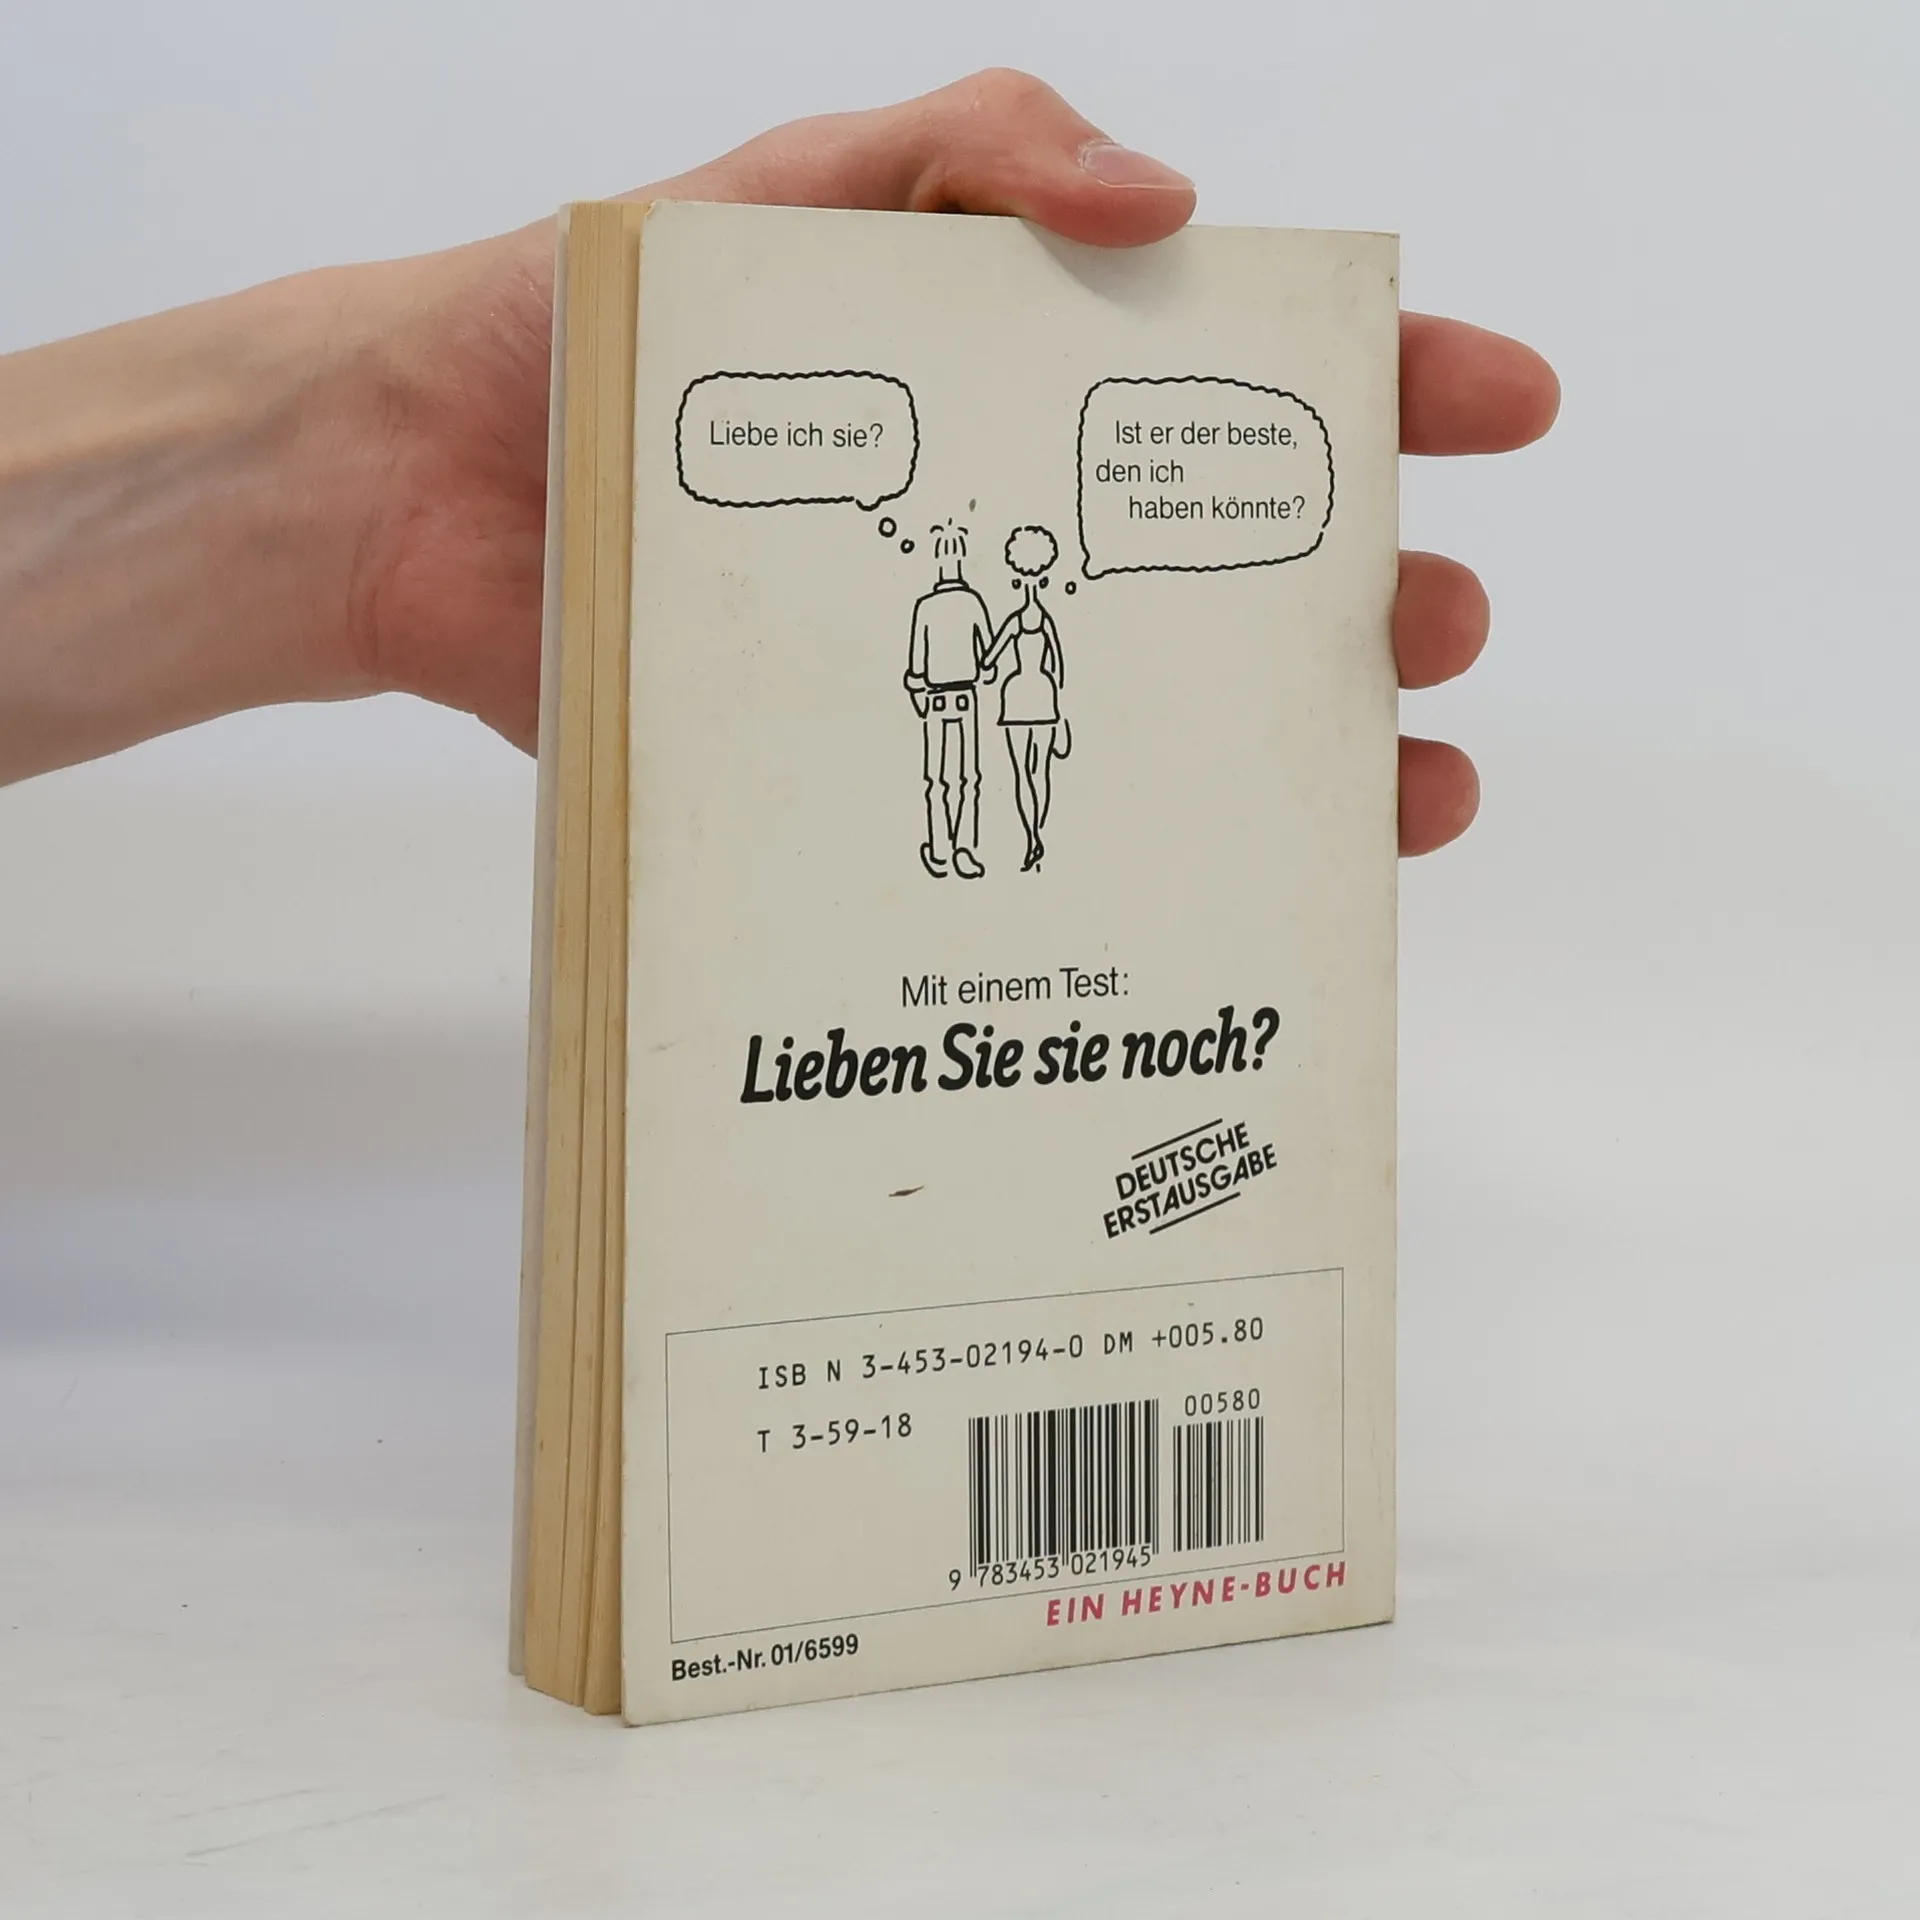 Liebe ich sie?
Ist er der beste,
den ich
haben könnte?
Mit einem Test:
Lieben Sie sie noch?
DEUTSCHE
ERSTAUSGABE
ISB N 3-453-02194-0 DM +005.80
T 3-59-18
00580
9 783453 021945
EIN HEYNE-BUCH
Best.-Nr. 01/6599